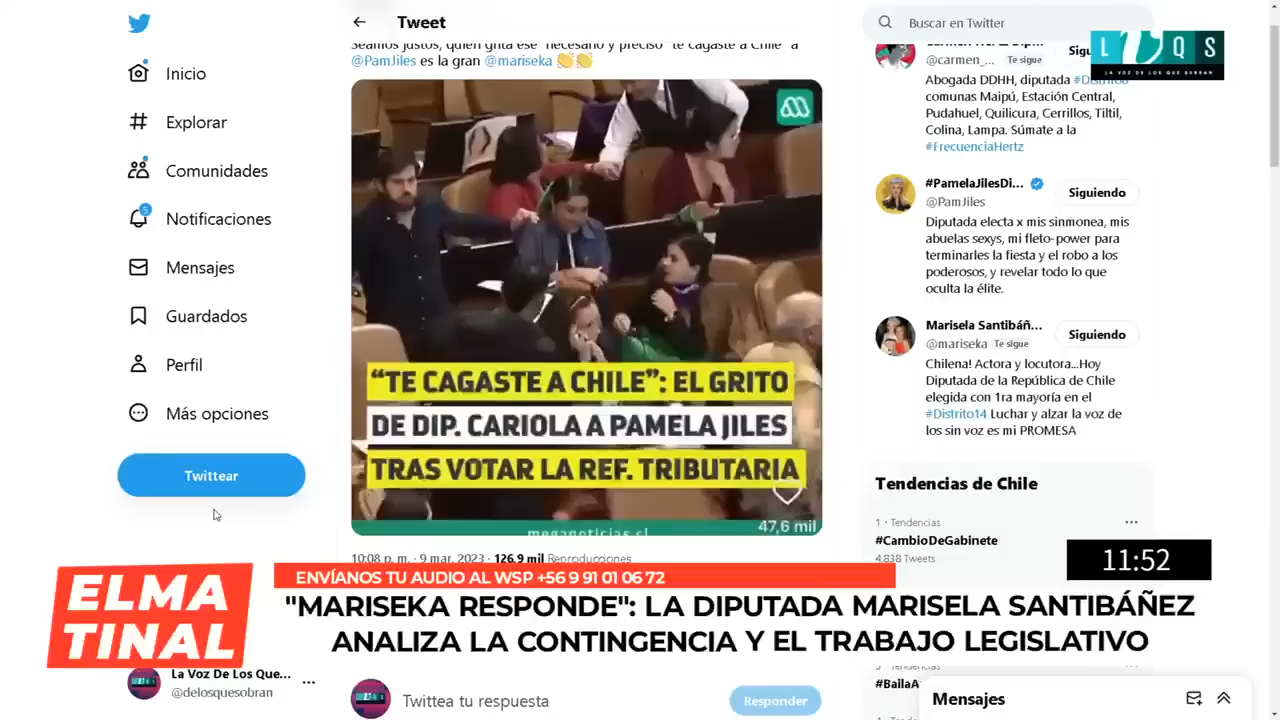 Tweet
Buscar en Twitter
Seamos justos, quien grita ese "necesario y preciso" "te cagaste a Chile" a
@PamJiles es la gran @mariseka 👏👏
Inicio
Explorar
Comunidades
5
Notificaciones
Mensajes
Guardados
Perfil
Más opciones
Twittear
"TE CAGASTE A CHILE": EL GRITO
DE DIP. CARIOLA A PAMELA JILES
TRAS VOTAR LA REF. TRIBUTARIA
47,6 mil
meganoticias.cl
10:08 p. m. · 9 mar. 2023 · 126,9 mil Reproducciones
@carmen_... Te sigue
LVQS
LA VOZ DE LOS QUE SOBRAN
Abogada DDHH, diputada #Distrito8
comunas Maipú, Estación Central,
Pudahuel, Quilicura, Cerrillos, Tiltil,
Colina, Lampa. Súmate a la
#FrecuenciaHertz
#PamelaJilesDi...
Siguiendo
@PamJiles
Diputada electa x mis sinmonea, mis
abuelas sexys, mi fleto-power para
terminarles la fiesta y el robo a los
poderosos, y revelar todo lo que
oculta la élite.
Marisela Santibáñ...
Siguiendo
@mariseka Te sigue
Chilena! Actora y locutora...Hoy
Diputada de la República de Chile
elegida con 1ra mayoría en el
#Distrito14 Luchar y alzar la voz de
los sin voz es mi PROMESA
Tendencias de Chile
1 · Tendencias
#CambioDeGabinete
4.838 Tweets
11:52
ELMA
TINAL
ENVÍANOS TU AUDIO AL WSP +56 9 91 01 06 72
"MARISEKA RESPONDE": LA DIPUTADA MARISELA SANTIBÁÑEZ
ANALIZA LA CONTINGENCIA Y EL TRABAJO LEGISLATIVO
La Voz De Los Que...
@delosquesobran
Twittea tu respuesta
Responder
Mensajes